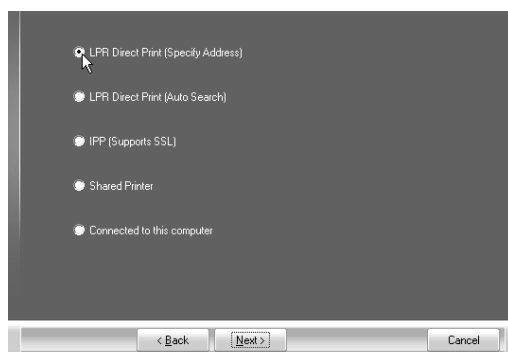 LPR Direct Print (Specify Address)
LPR Direct Print (Auto Search)
IPP (Supports SSL)
Shared Printer
Connected to this computer
< Back Next > Cancel